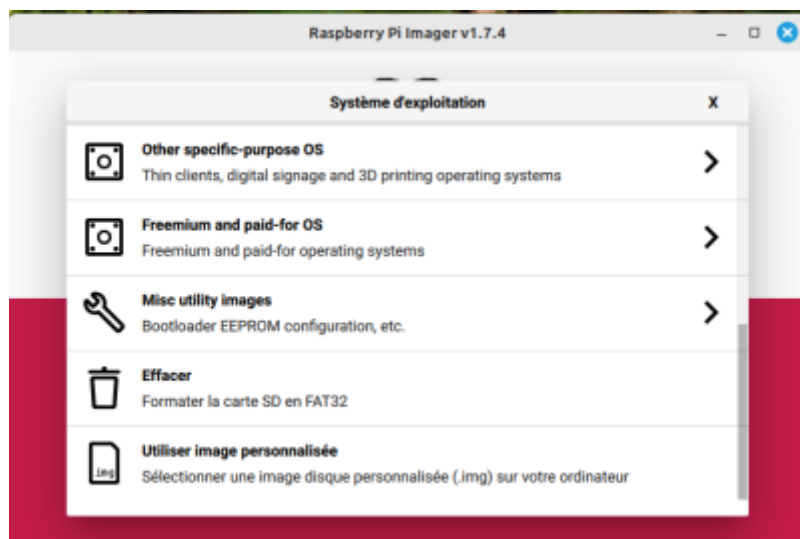 Raspberry Pi Imager v1.7.4
Système d'exploitation
X
Other specific-purpose OS
Thin clients, digital signage and 3D printing operating systems
Freemium and paid-for OS
Freemium and paid-for operating systems
Misc utility images
Bootloader EEPROM configuration, etc.
Effacer
Formater la carte SD en FAT32
Utiliser image personnalisée
.img
Sélectionner une image disque personnalisée (.img) sur votre ordinateur